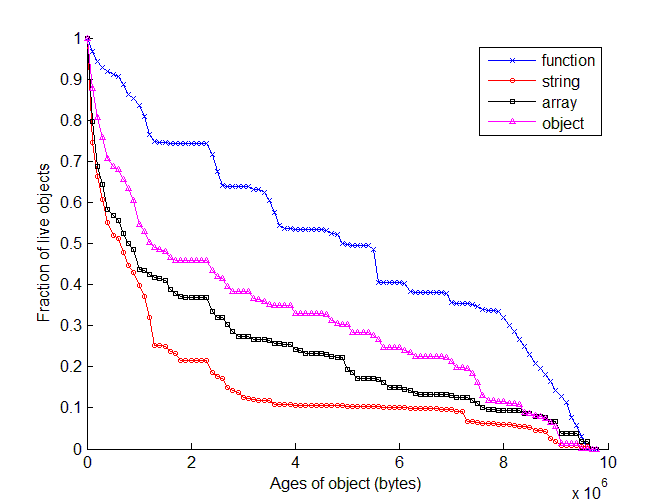 1
0.9
0.8
0.7
0.6
0.5
0.4
0.3
0.2
0.1
0
Fraction of live objects
function
string
array
object
0 2 4 6 8 10
Ages of object (bytes)
x 10^6